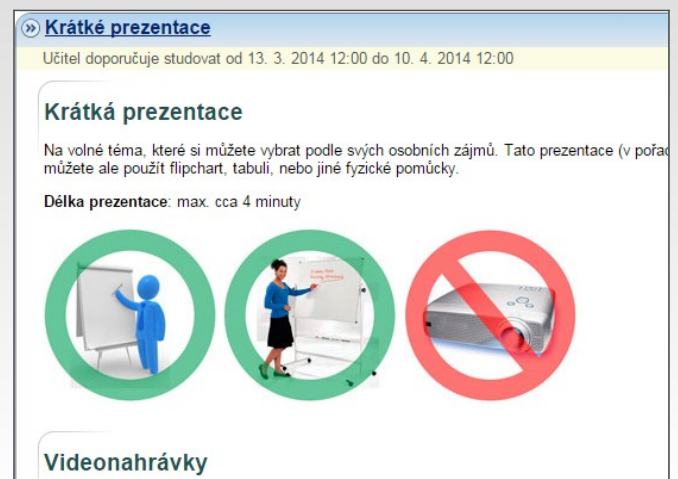 Krátké prezentace
Učitel doporučuje studovat od 13. 3. 2014 12:00 do 10. 4. 2014 12:00
Krátká prezentace
Na volné téma, které si můžete vybrat podle svých osobních zájmů. Tato prezentace (v pořad
můžete ale použít flipchart, tabuli, nebo jiné fyzické pomůcky.
Délka prezentace: max. cca 4 minuty
Videonahrávky